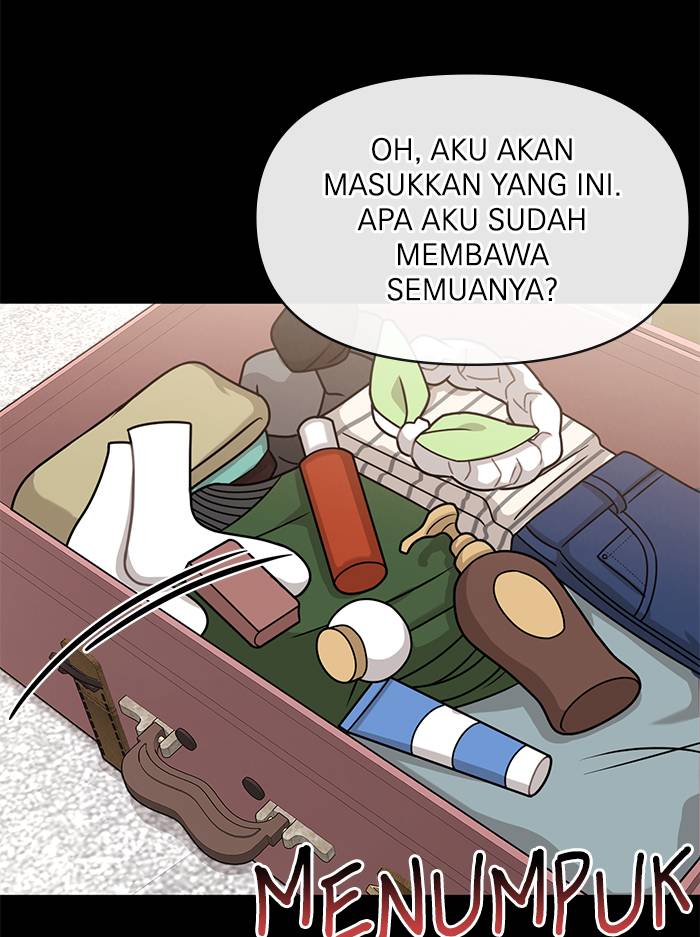 OH, AKU AKAN
MASUKKAN YANG INI.
APA AKU SUDAH
MEMBAWA
SEMUANYA?
MENUMPUK